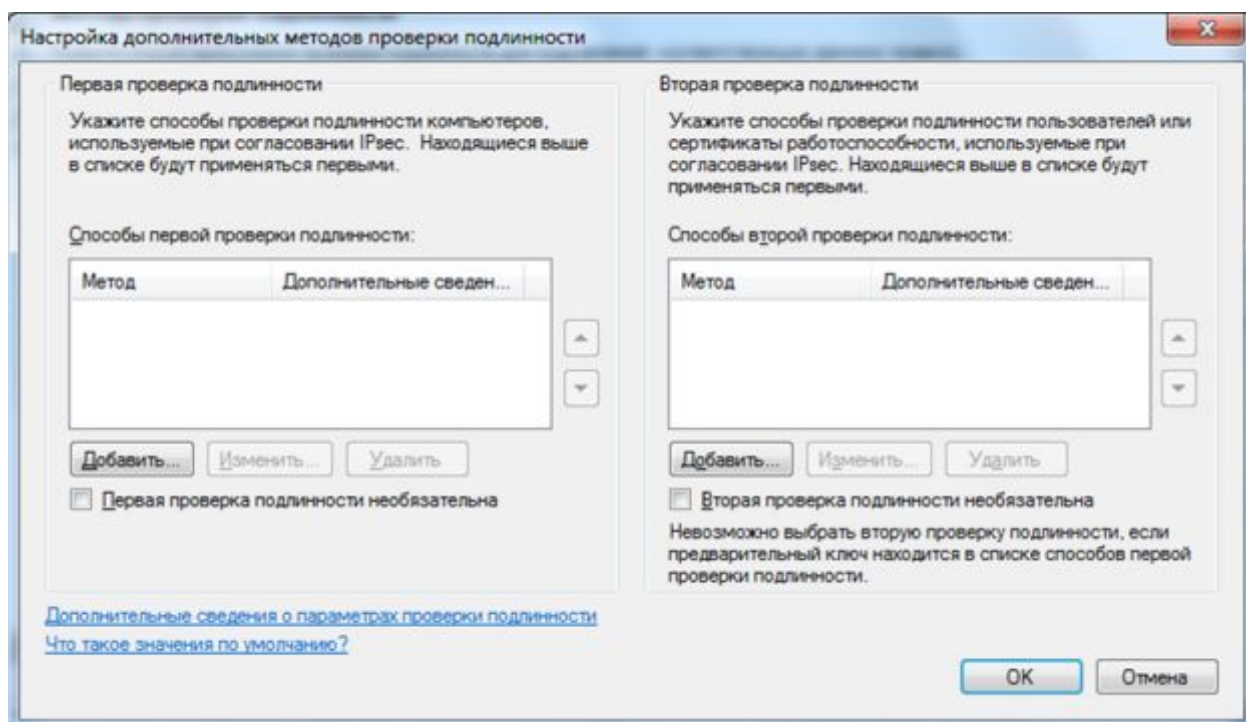 Настройка дополнительных методов проверки подлинности
Первая проверка подлинности
Укажите способы проверки подлинности компьютеров,
используемые при согласовании IPsec. Находящиеся выше
в списке будут применяться первыми.
Способы первой проверки подлинности:
Метод
Дополнительные сведен...
Добавить...
Изменить...
Удалить
Первая проверка подлинности необязательна
Вторая проверка подлинности
Укажите способы проверки подлинности пользователей или
сертификаты работоспособности, используемые при
согласовании IPsec. Находящиеся выше в списке будут
применяться первыми.
Способы второй проверки подлинности:
Метод
Дополнительные сведен...
Добавить...
Изменить...
Удалить
Вторая проверка подлинности необязательна
Невозможно выбрать вторую проверку подлинности, если
предварительный ключ находится в списке способов первой
проверки подлинности.
Дополнительные сведения о параметрах проверки подлинности
Что такое значения по умолчанию?
ОК
Отмена